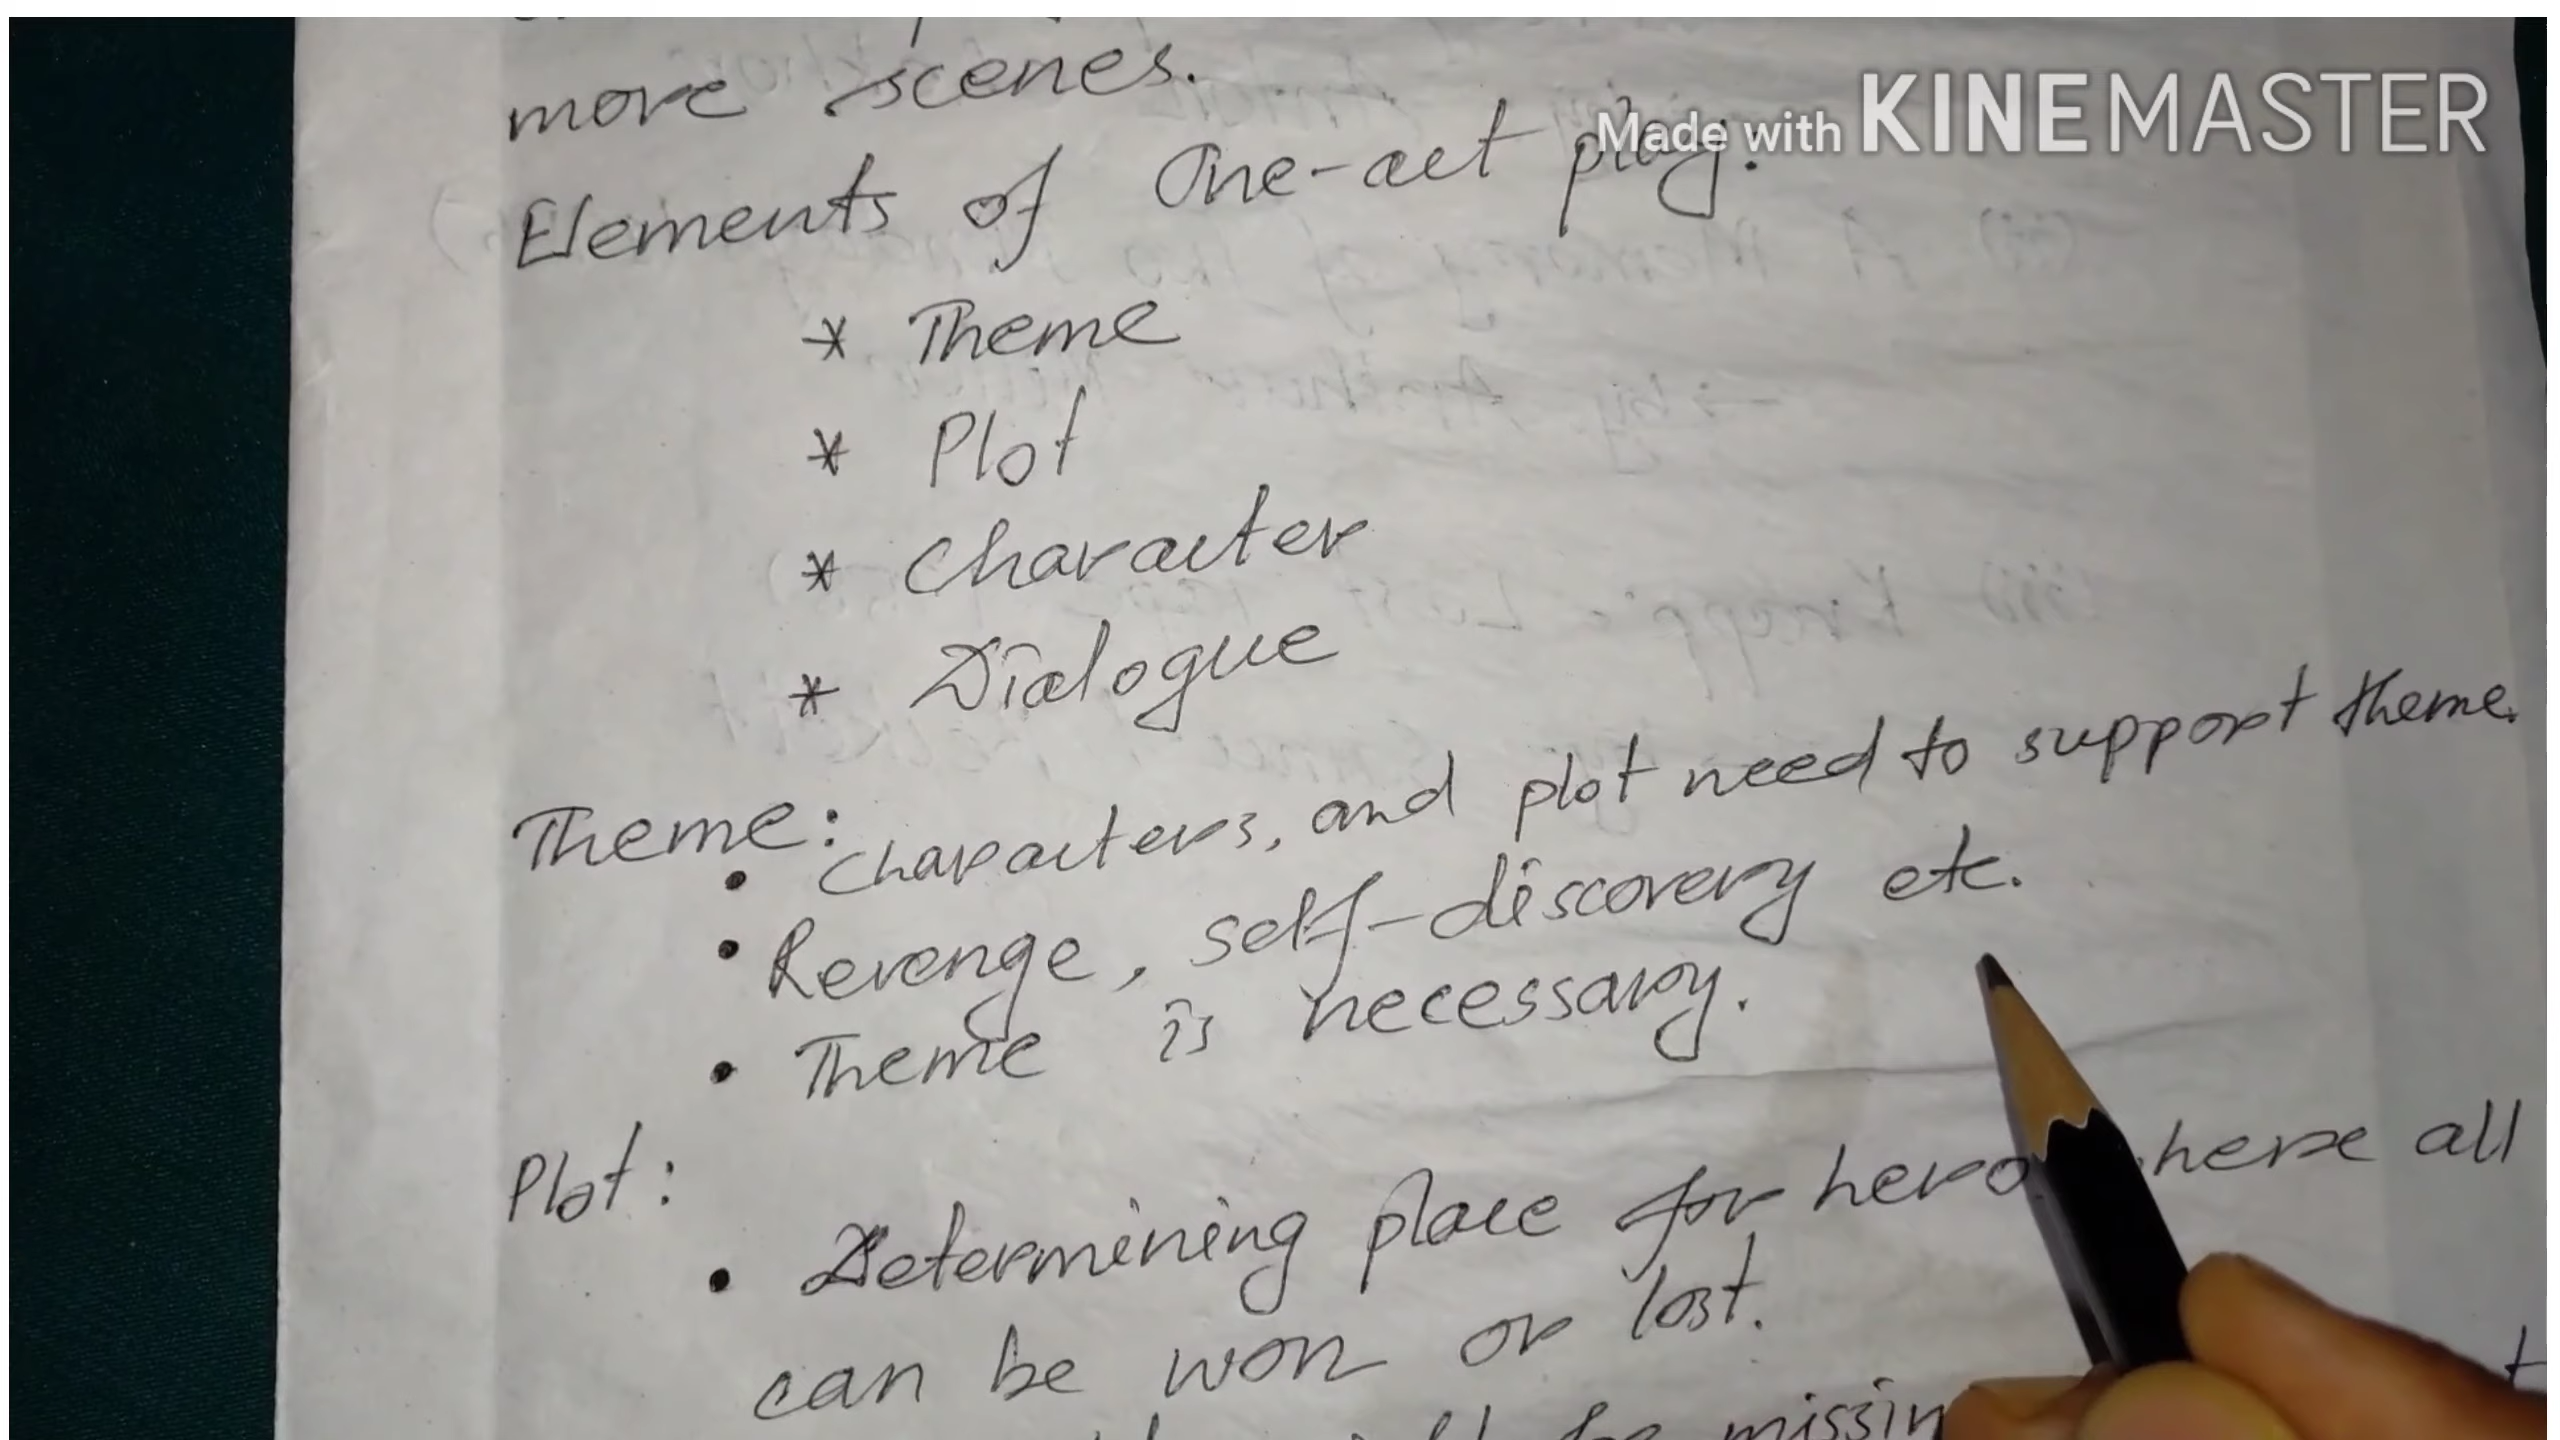 more scenes.
Made with KINEMASTER
Elements of One-act play:
* Theme
* Plot
* Character
* Dialogue
Theme:
• Characters, and plot need to support theme.
• Revenge, self-discovery etc.
• Theme is necessary.
Plot:
• Determining place for hero here all
can be won or lost.
missin